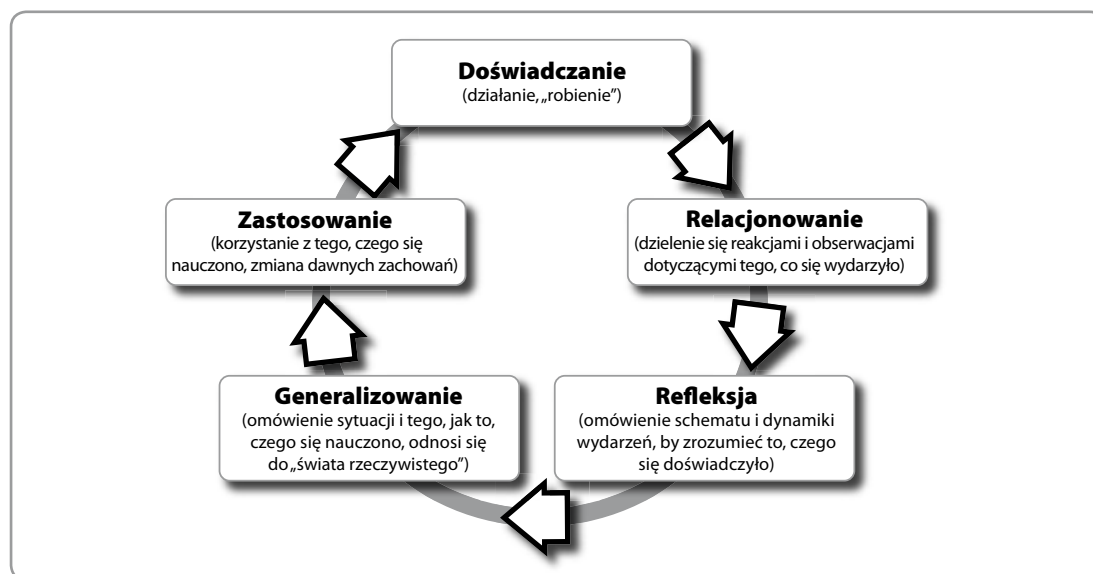 Doświadczanie
(działanie, „robienie”)
Relacjonowanie
(dzielenie się reakcjami i obserwacjami
dotyczącymi tego, co się wydarzyło)
Refleksja
(omówienie schematu i dynamiki
wydarzeń, by zrozumieć to, czego
się doświadczyło)
Generalizowanie
(omówienie sytuacji i tego, jak to,
czego się nauczono, odnosi się
do „świata rzeczywistego”)
Zastosowanie
(korzystanie z tego, czego się
nauczono, zmiana dawnych zachowań)